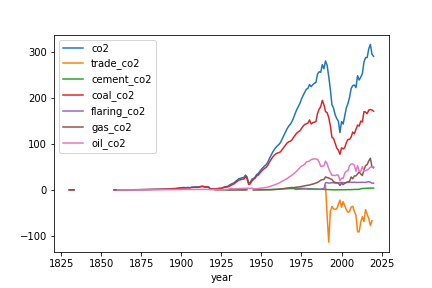 300
200
100
0
−100
co2
trade_co2
cement_co2
coal_co2
flaring_co2
gas_co2
oil_co2
1825 1850 1875 1900 1925 1950 1975 2000 2025
year